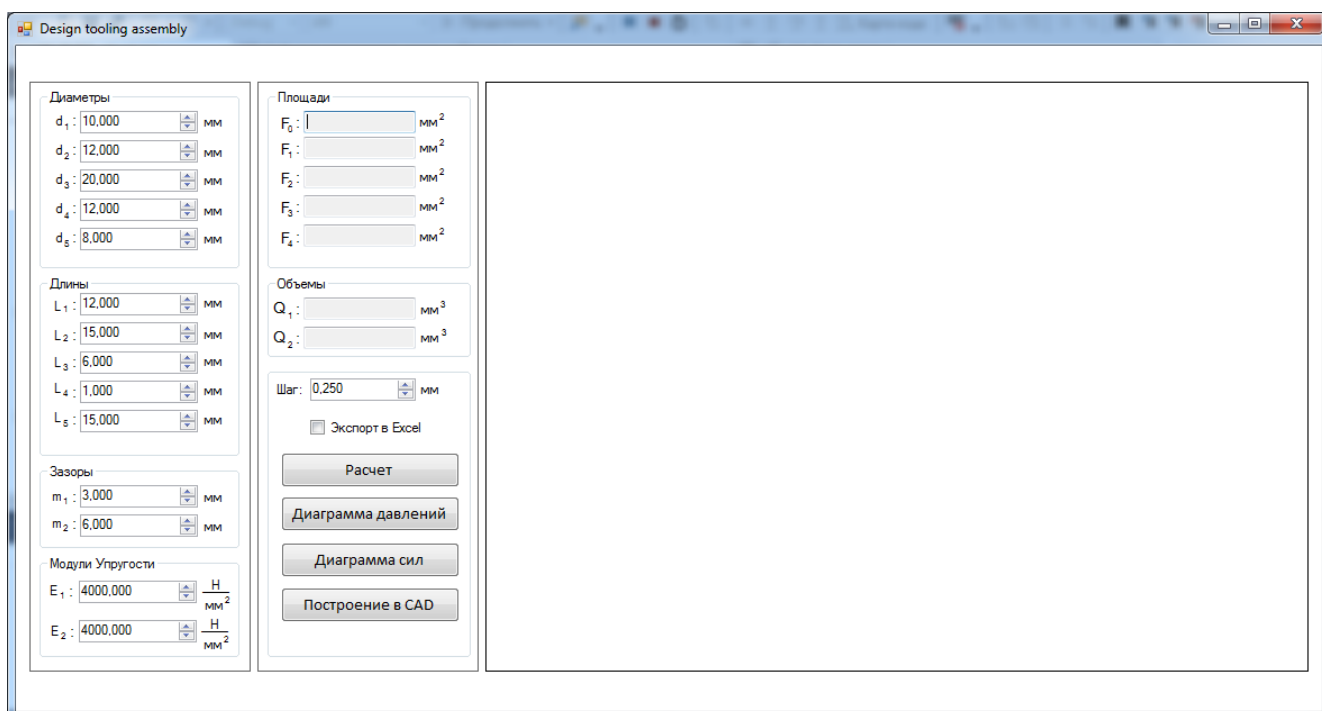 Design tooling assembly
Диаметры
d₁: 10,000 мм
d₂: 12,000 мм
d₃: 20,000 мм
d₄: 12,000 мм
d₅: 8,000 мм
Длины
L₁: 12,000 мм
L₂: 15,000 мм
L₃: 6,000 мм
L₄: 1,000 мм
L₅: 15,000 мм
Зазоры
m₁: 3,000 мм
m₂: 6,000 мм
Модули Упругости
E₁: 4000,000 Н/мм²
E₂: 4000,000 Н/мм²
Площади
F₀: мм²
F₁: мм²
F₂: мм²
F₃: мм²
F₄: мм²
Объемы
Q₁: мм³
Q₂: мм³
Шаг: 0,250 мм
Экспорт в Excel
Расчет
Диаграмма давлений
Диаграмма сил
Построение в CAD